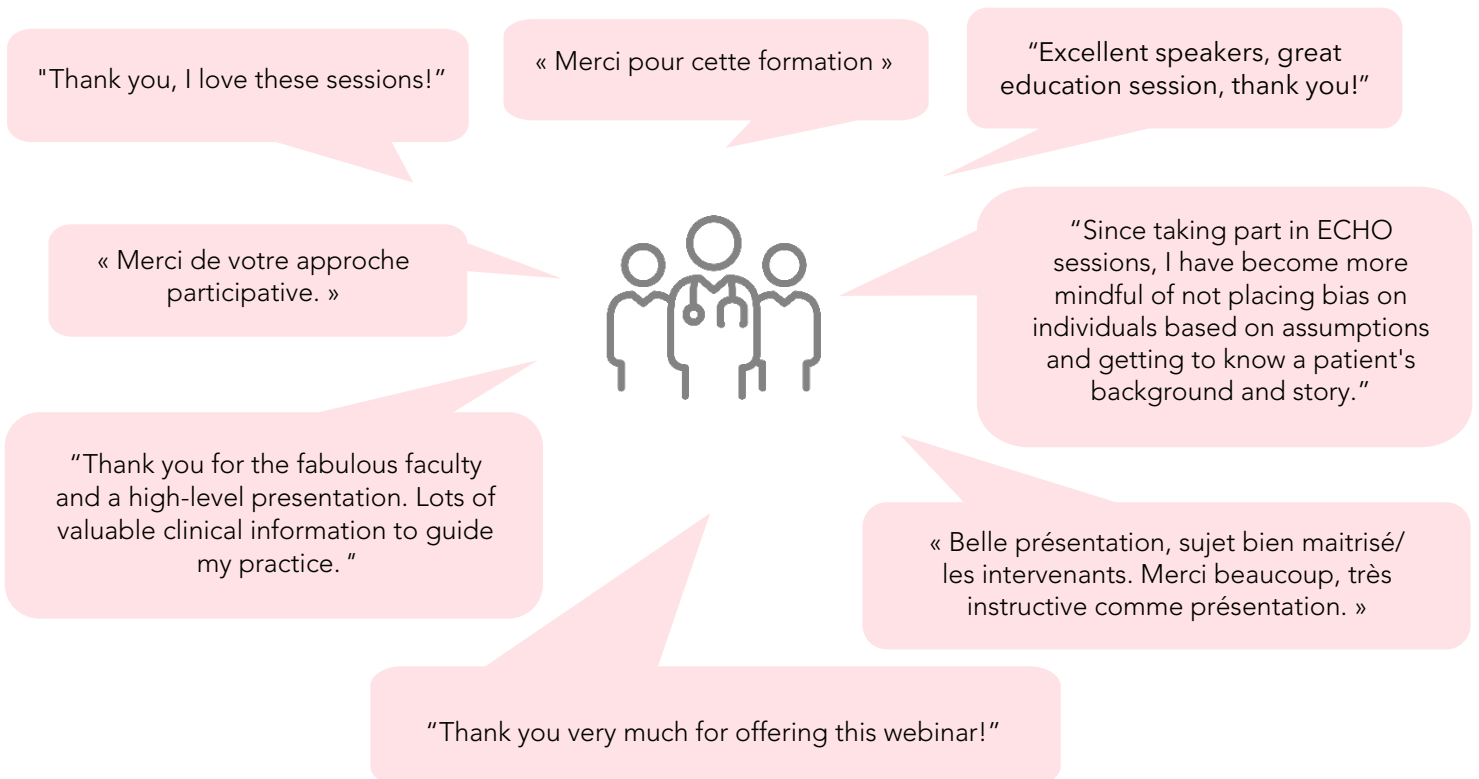 "Thank you, I love these sessions!”
« Merci pour cette formation »
“Excellent speakers, great
education session, thank you!”
« Merci de votre approche
participative. »
“Since taking part in ECHO
sessions, I have become more
mindful of not placing bias on
individuals based on assumptions
and getting to know a patient's
background and story.”
“Thank you for the fabulous faculty
and a high-level presentation. Lots of
valuable clinical information to guide
my practice. ”
« Belle présentation, sujet bien maitrisé/
les intervenants. Merci beaucoup, très
instructive comme présentation. »
“Thank you very much for offering this webinar!”